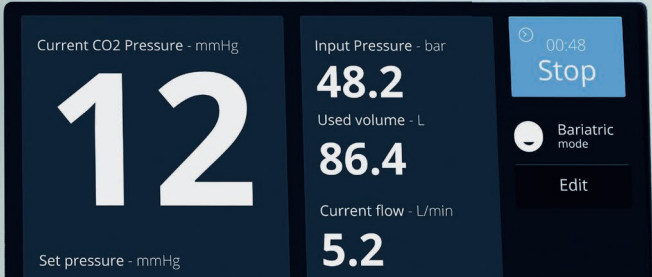 Current CO2 Pressure - mmHg
12
Set pressure - mmHg
Input Pressure - bar
48.2
Used volume - L
86.4
Current flow - L/min
5.2
00:48
Stop
Bariatric
mode
Edit